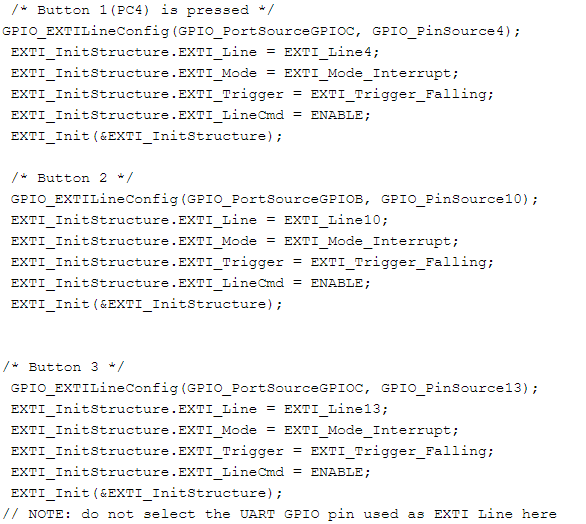 /* Button 1(PC4) is pressed */
GPIO_EXTILineConfig(GPIO_PortSourceGPIOC, GPIO_PinSource4);
EXTI_InitStructure.EXTI_Line = EXTI_Line4;
EXTI_InitStructure.EXTI_Mode = EXTI_Mode_Interrupt;
EXTI_InitStructure.EXTI_Trigger = EXTI_Trigger_Falling;
EXTI_InitStructure.EXTI_LineCmd = ENABLE;
EXTI_Init(&EXTI_InitStructure);

/* Button 2 */
GPIO_EXTILineConfig(GPIO_PortSourceGPIOB, GPIO_PinSource10);
EXTI_InitStructure.EXTI_Line = EXTI_Line10;
EXTI_InitStructure.EXTI_Mode = EXTI_Mode_Interrupt;
EXTI_InitStructure.EXTI_Trigger = EXTI_Trigger_Falling;
EXTI_InitStructure.EXTI_LineCmd = ENABLE;
EXTI_Init(&EXTI_InitStructure);

/* Button 3 */
GPIO_EXTILineConfig(GPIO_PortSourceGPIOC, GPIO_PinSource13);
EXTI_InitStructure.EXTI_Line = EXTI_Line13;
EXTI_InitStructure.EXTI_Mode = EXTI_Mode_Interrupt;
EXTI_InitStructure.EXTI_Trigger = EXTI_Trigger_Falling;
EXTI_InitStructure.EXTI_LineCmd = ENABLE;
EXTI_Init(&EXTI_InitStructure);
// NOTE: do not select the UART GPIO pin used as EXTI Line here